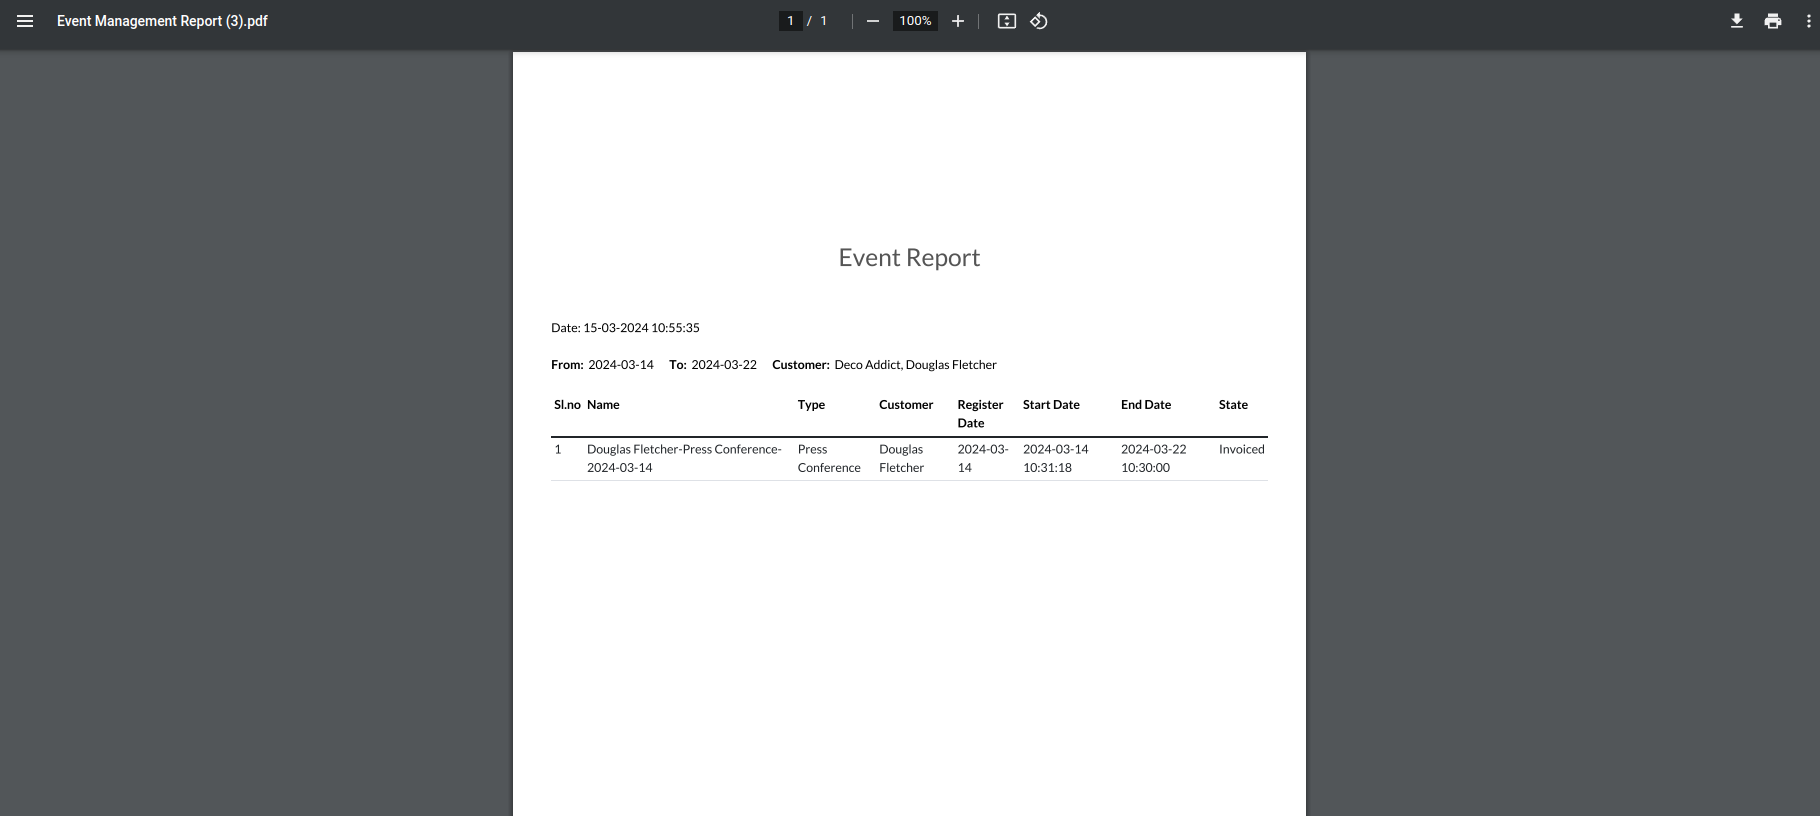 Event Management Report (3).pdf
1 / 1
100%
Event Report
Date: 15-03-2024 10:55:35
From: 2024-03-14 To: 2024-03-22 Customer: Deco Addict, Douglas Fletcher
Sl.no Name Type Customer Register Start Date End Date State
Date
1 Douglas Fletcher-Press Conference- Press Douglas 2024-03- 2024-03-14 2024-03-22 Invoiced
2024-03-14 Conference Fletcher 14 10:31:18 10:30:00